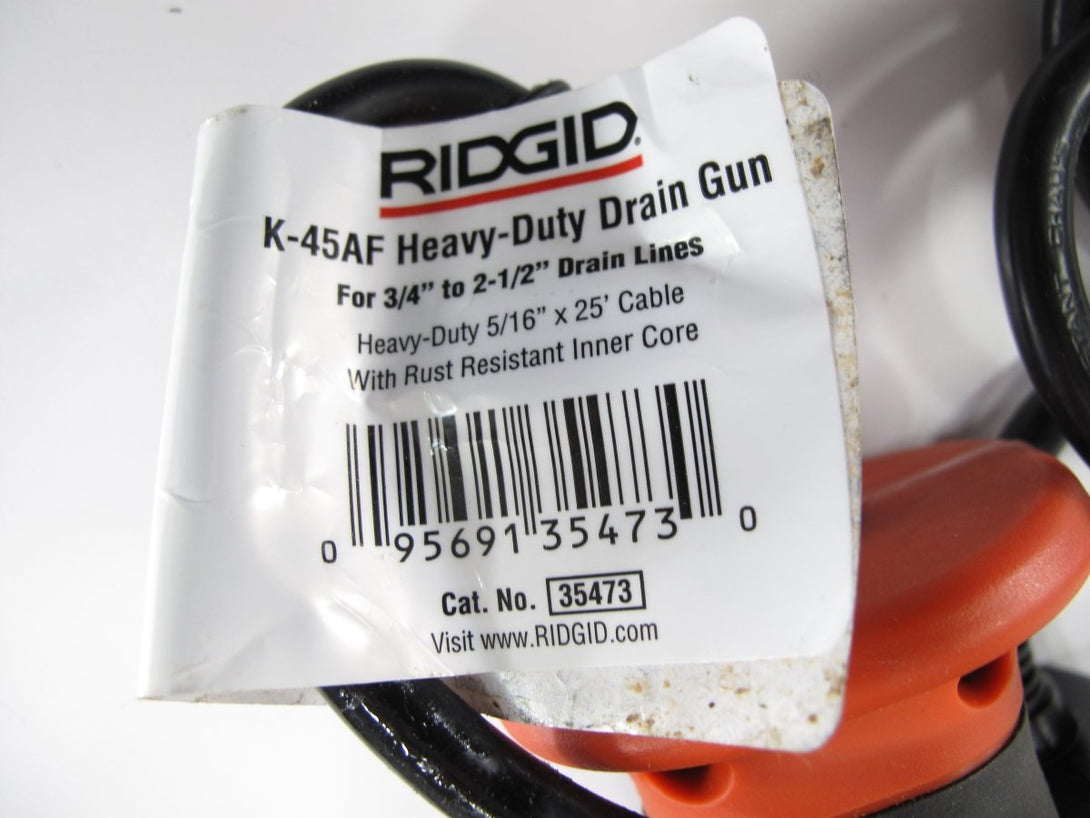 RIDGID®
K-45AF Heavy-Duty Drain Gun
For 3/4” to 2-1/2” Drain Lines
Heavy-Duty 5/16” x 25’ Cable
With Rust Resistant Inner Core
0 95691 35473 0
Cat. No. 35473
Visit www.RIDGID.com